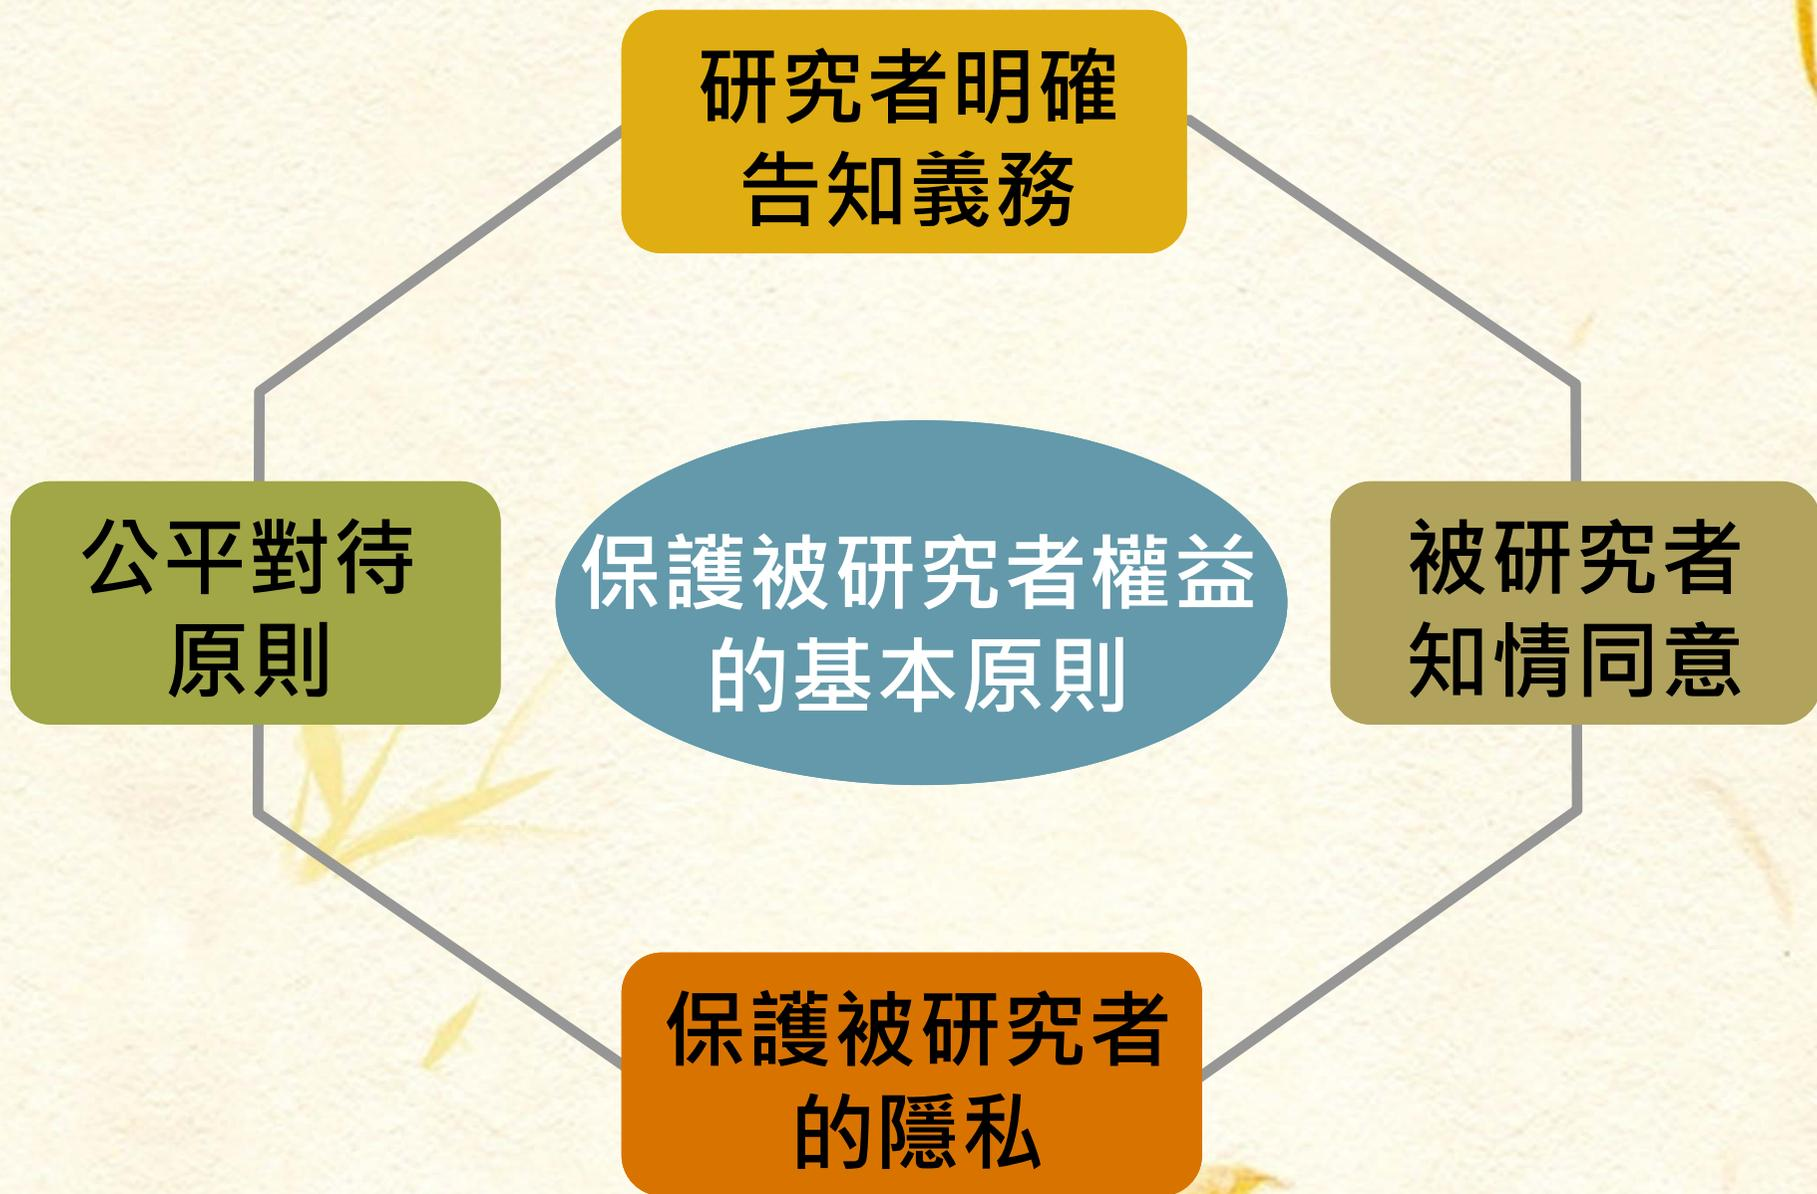 研究者明確
告知義務
公平對待
原則
保護被研究者權益
的基本原則
被研究者
知情同意
保護被研究者
的隱私